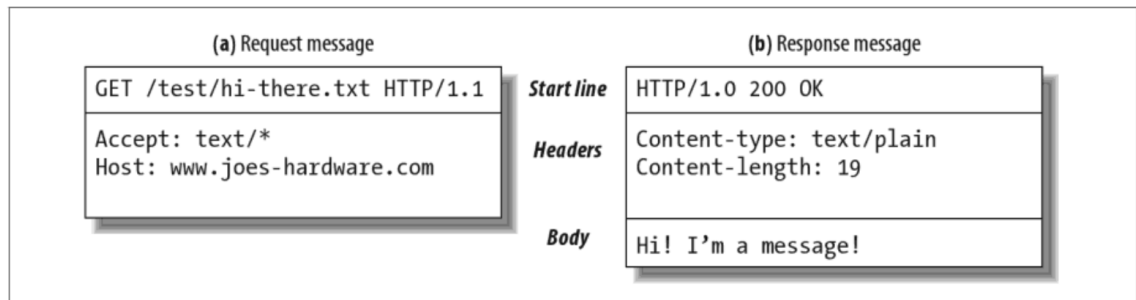 (a) Request message
GET /test/hi-there.txt HTTP/1.1
Accept: text/*
Host: www.joes-hardware.com
Start line
Headers
Body
(b) Response message
HTTP/1.0 200 OK
Content-type: text/plain
Content-length: 19
Hi! I’m a message!